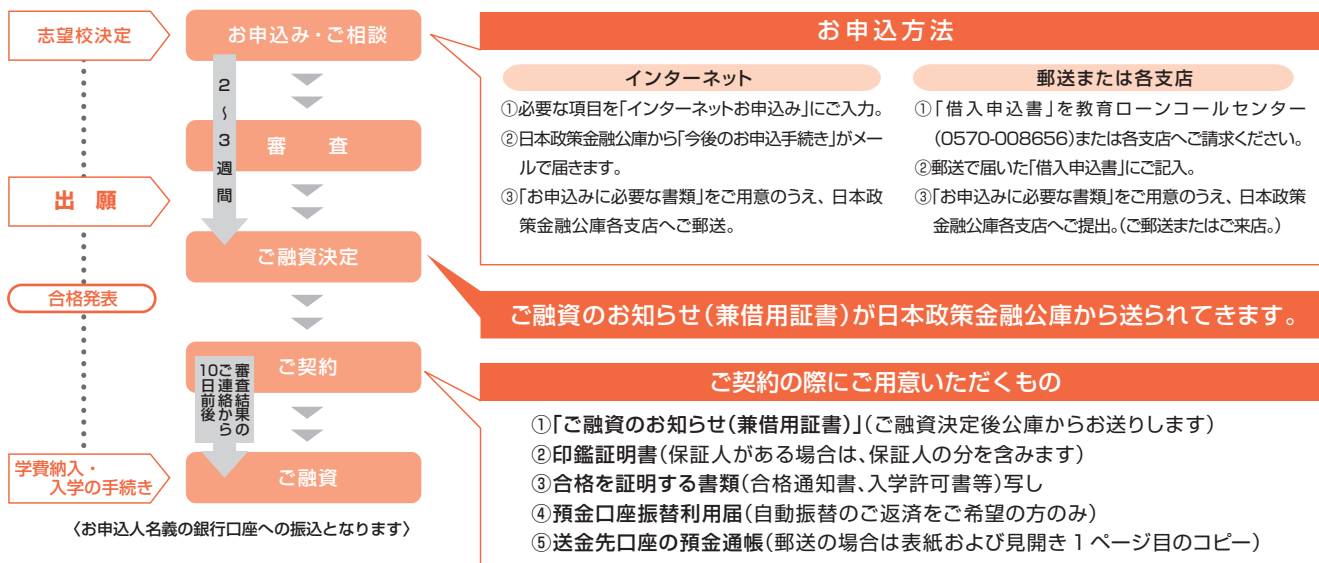 志望校決定
出 願
合格発表
学費納入・
入学の手続き
お申込み・ご相談
2～3週間
審 査
ご融資決定
ご契約
審査結果の
ご連絡から
10日前後
ご融資
〈お申込人名義の銀行口座への振込となります〉
お申込方法
インターネット
①必要な項目を「インターネットお申込み」にご入力。
②日本政策金融公庫から「今後のお申込手続き」がメー
ルで届きます。
③「お申込みに必要な書類」をご用意のうえ、日本政
策金融公庫各支店へご郵送。
郵送または各支店
①「借入申込書」を教育ローンコールセンター
(0570-008656)または各支店へご請求ください。
②郵送で届いた「借入申込書」にご記入。
③「お申込みに必要な書類」をご用意のうえ、日本政策
金融公庫各支店へご提出。(ご郵送またはご来店。)
ご融資のお知らせ(兼借用証書)が日本政策金融公庫から送られてきます。
ご契約の際にご用意いただくもの
①「ご融資のお知らせ(兼借用証書)」(ご融資決定後公庫からお送りします)
②印鑑証明書(保証人がある場合は、保証人の分を含みます)
③合格を証明する書類(合格通知書、入学許可書等)写し
④預金口座振替利用届(自動振替のご返済をご希望の方のみ)
⑤送金先口座の預金通帳(郵送の場合は表紙および見開き1ページ目のコピー)